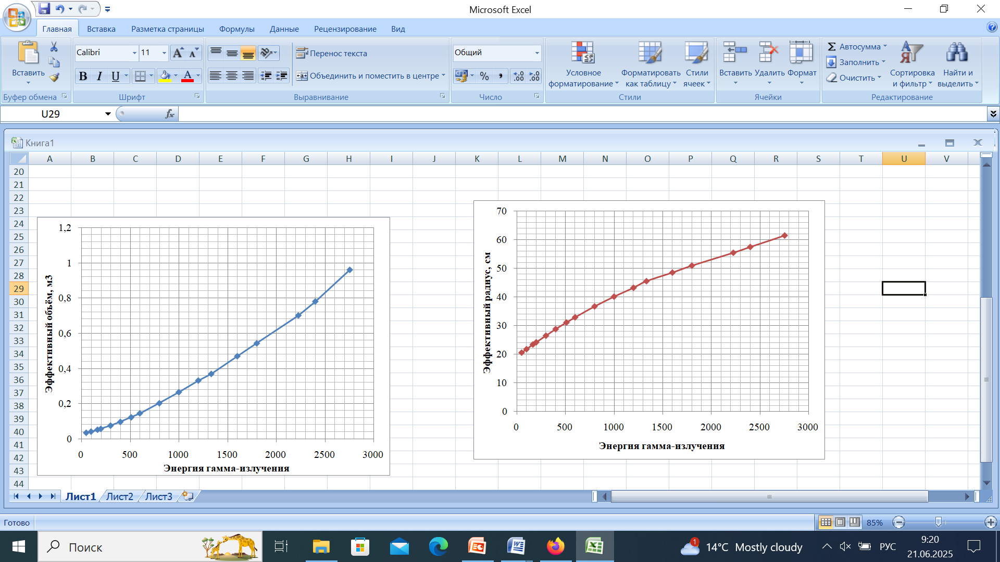 Microsoft Excel
Главная Вставка Разметка страницы Формулы Данные Рецензирование Вид
Calibri 11 Перенос текста Общий Автосумма
Вставить Условное форматирование Форматировать как таблицу Стили ячеек Вставить Удалить Формат Заполнить Сортировка и фильтр Найти и выделить
Ж К Ч
Объединить и поместить в центре % Очистить
Буфер обмена Шрифт Выравнивание Число Стили Ячейки Редактирование
U29 fx
Книга1
A B C D E F G H I J K L M N O P Q R S T U V
20
21
22
23
24
25
26
27
28
29
30
31
32
33
34
35
36
37
38
39
40
41
42
43
44
1,2
1
0,8
0,6
0,4
0,2
0
Эффективный объём, м3
0 500 1000 1500 2000 2500 3000
Энергия гамма-излучения
70
60
50
40
30
20
10
0
Эффективный радиус, см
0 500 1000 1500 2000 2500 3000
Энергия гамма-излучения
Лист1 Лист2 Лист3
Готово 85%
Поиск 1 14°C Mostly cloudy РУС 9:20
21.06.2025